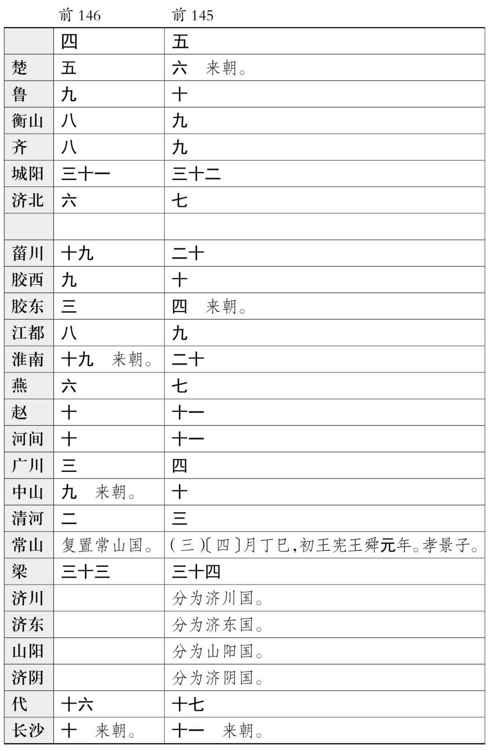 前146 前145
四 五
楚 五 六 来朝。
鲁 九 十
衡山 八 九
齐 八 九
城阳 三十一 三十二
济北 六 七
菑川 十九 二十
胶西 九 十
胶东 三 四 来朝。
江都 八 九
淮南 十九 来朝。 二十
燕 六 七
赵 十 十一
河间 十 十一
广川 三 四
中山 九 来朝。 十
清河 二 三
常山 复置常山国。 (三)〔四〕月丁巳,初王宪王舜元年。孝景子。
梁 三十三 三十四
济川 分为济川国。
济东 分为济东国。
山阳 分为山阳国。
济阴 分为济阴国。
代 十六 十七
长沙 十 来朝。 十一 来朝。